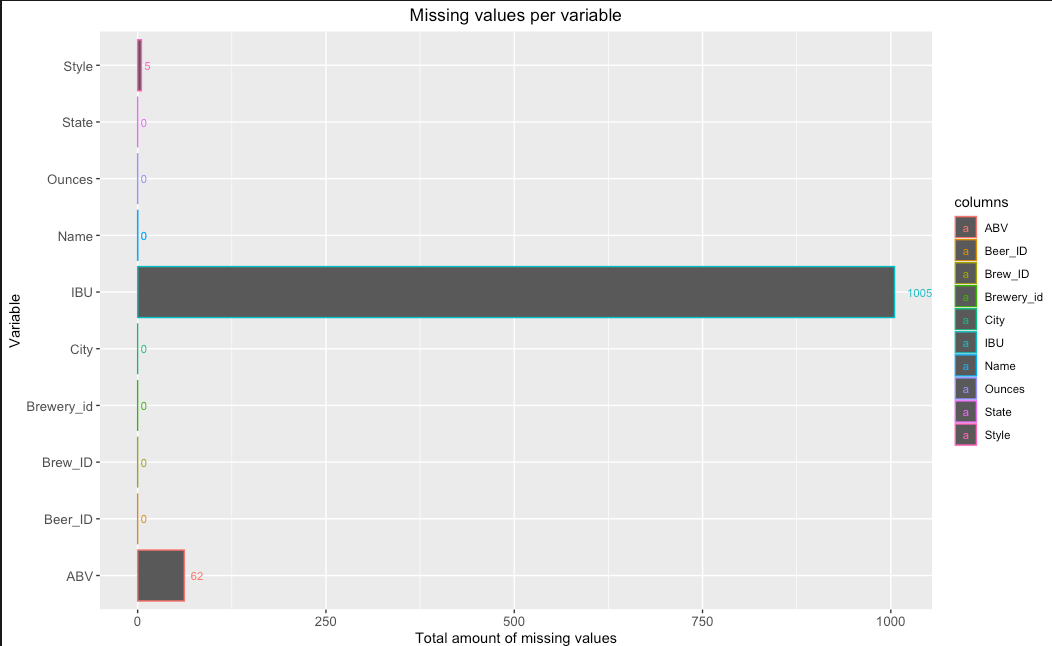 Missing values per variable
Style
5
State
0
Ounces
0
Name
0
IBU
1005
City
0
Brewery_id
0
Brew_ID
0
Beer_ID
0
ABV
62
0 250 500 750 1000
Total amount of missing values
Variable
columns
a ABV
a Beer_ID
a Brew_ID
a Brewery_id
a City
a IBU
a Name
a Ounces
a State
a Style